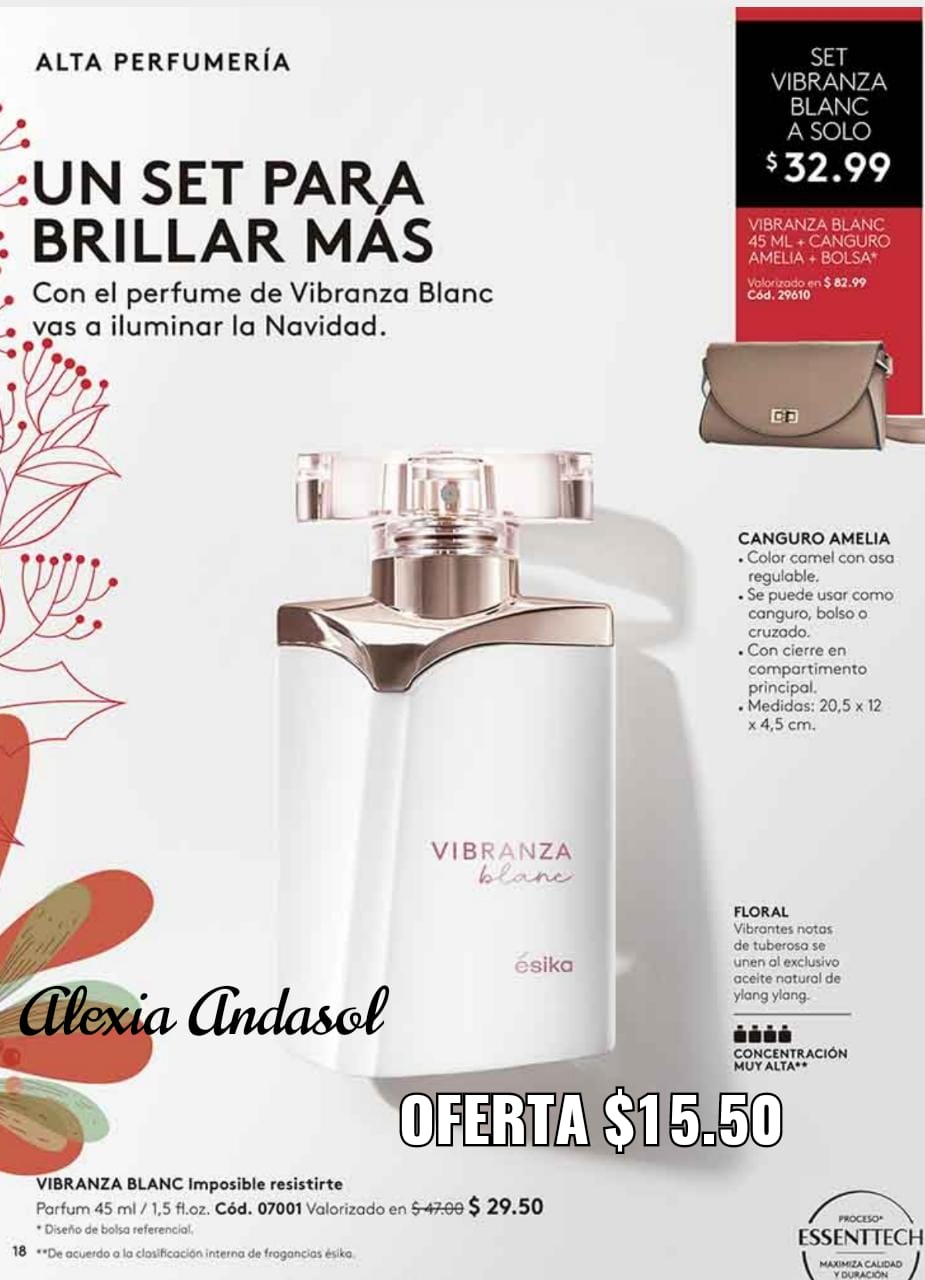 ALTA PERFUMERÍA
UN SET PARA
BRILLAR MÁS
Con el perfume de Vibranza Blanc
vas a iluminar la Navidad.
SET
VIBRANZA
BLANC
A SOLO
$32.99
VIBRANZA BLANC
45 ML + CANGURO
AMELIA + BOLSA*
Valorizado en $ 82.99
Cód. 29610
CANGURO AMELIA
• Color camel con asa
regulable.
• Se puede usar como
canguro, bolso o
cruzado.
• Con cierre en
compartimento
principal.
• Medidas: 20,5 x 12
x 4,5 cm.
VIBRANZA
blanc
ésika
FLORAL
Vibrantes notas
de tuberosa se
unen al exclusivo
aceite natural de
ylang ylang.
CONCENTRACIÓN
MUY ALTA**
Alexia Andasol
OFERTA $15.50
VIBRANZA BLANC Imposible resistirte
Parfum 45 ml / 1,5 fl.oz. Cód. 07001 Valorizado en $ 47.00 $ 29.50
* Diseño de bolsa referencial.
18 **De acuerdo a la clasificación interna de fragancias ésika.
PROCESO*
ESSENTTECH
MAXIMIZA CALIDAD
Y DURACIÓN